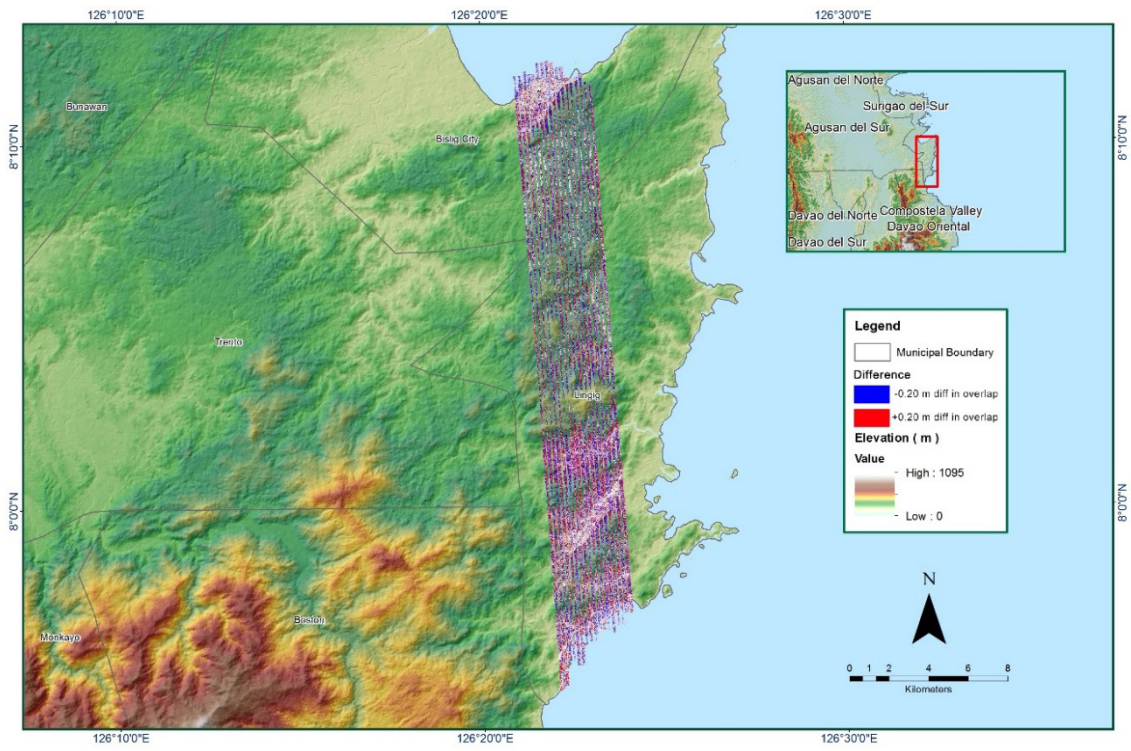 126°10'0"E 126°20'0"E 126°30'0"E
8°10'0"N
8°0'0"N
8°10'0"N
8°0'0"N
Bunawan
Bislig City
Trento
Lingig
Boston
Monkayo
Agusan del Norte
Surigao del Sur
Agusan del Sur
Davao del Norte
Compostela Valley
Davao Oriental
Davao del Sur
Legend
Municipal Boundary
Difference
-0.20 m diff in overlap
+0.20 m diff in overlap
Elevation ( m )
Value
High : 1095
Low : 0
N
0 1 2 4 6 8
Kilometers
126°10'0"E 126°20'0"E 126°30'0"E